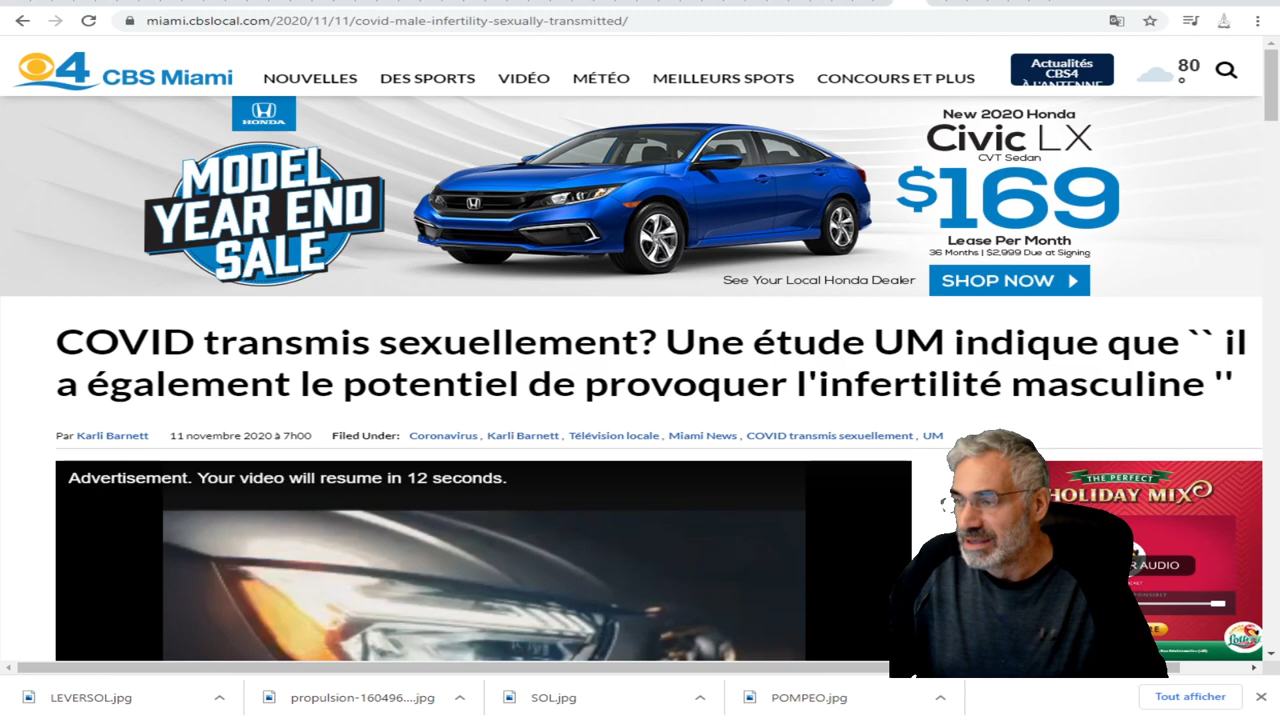 miami.cbslocal.com/2020/11/11/covid-male-infertility-sexually-transmitted/
4 CBS Miami
NOUVELLES DES SPORTS VIDÉO MÉTÉO MEILLEURS SPOTS CONCOURS ET PLUS
Actualités
CBS4
À L'ANTENNE
80
°
HONDA
MODEL
YEAR END
SALE
New 2020 Honda
Civic LX
CVT Sedan
$169
Lease Per Month
36 Months | $2,999 Due at Signing
See Your Local Honda Dealer
SHOP NOW
COVID transmis sexuellement? Une étude UM indique que `` il
a également le potentiel de provoquer l'infertilité masculine ''
Par Karli Barnett 11 novembre 2020 à 7h00 Filed Under: Coronavirus , Karli Barnett , Télévision locale , Miami News , COVID transmis sexuellement , UM
Advertisement. Your video will resume in 12 seconds.
THE PERFECT
HOLIDAY MIX
R AUDIO
LEVERSOL.jpg propulsion-160496....jpg SOL.jpg POMPEO.jpg Tout afficher